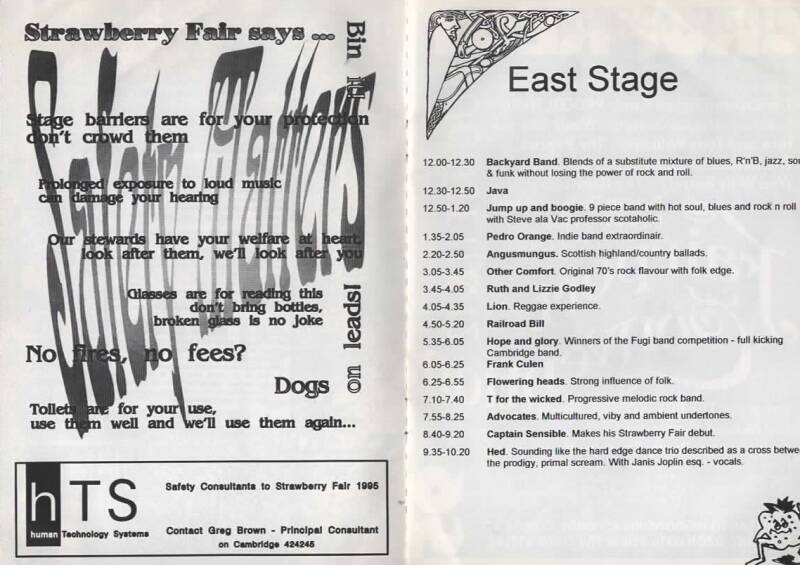 Strawberry Fair says ...
Bin It!
Safety Matters
Stage barriers are for your protection
don't crowd them
Prolonged exposure to loud music
can damage your hearing
Our stewards have your welfare at heart,
look after them, we'll look after you
Glasses are for reading this
don't bring bottles,
broken glass is no joke
No fires, no fees?
Dogs on leads!
Toilets are for your use,
use them well and we'll use them again...
hTS
human Technology Systems
Safety Consultants to Strawberry Fair 1995
Contact Greg Brown - Principal Consultant
on Cambridge 424245
East Stage
12.00-12.30 Backyard Band. Blends of a substitute mixture of blues, R'n'B, jazz, sou
& funk without losing the power of rock and roll.
12.30-12.50 Java
12.50-1.20 Jump up and boogie. 9 piece band with hot soul, blues and rock n roll
with Steve ala Vac professor scotaholic.
1.35-2.05 Pedro Orange. Indie band extraordinair.
2.20-2.50 Angusmungus. Scottish highland/country ballads.
3.05-3.45 Other Comfort. Original 70's rock flavour with folk edge.
3.45-4.05 Ruth and Lizzie Godley
4.05-4.35 Lion. Reggae experience.
4.50-5.20 Railroad Bill
5.35-6.05 Hope and glory. Winners of the Fugi band competition - full kicking
Cambridge band.
6.05-6.25 Frank Culen
6.25-6.55 Flowering heads. Strong influence of folk.
7.10-7.40 T for the wicked. Progressive melodic rock band.
7.55-8.25 Advocates. Multicultured, viby and ambient undertones.
8.40-9.20 Captain Sensible. Makes his Strawberry Fair debut.
9.35-10.20 Hed. Sounding like the hard edge dance trio described as a cross betwee
the prodigy, primal scream. With Janis Joplin esq. - vocals.